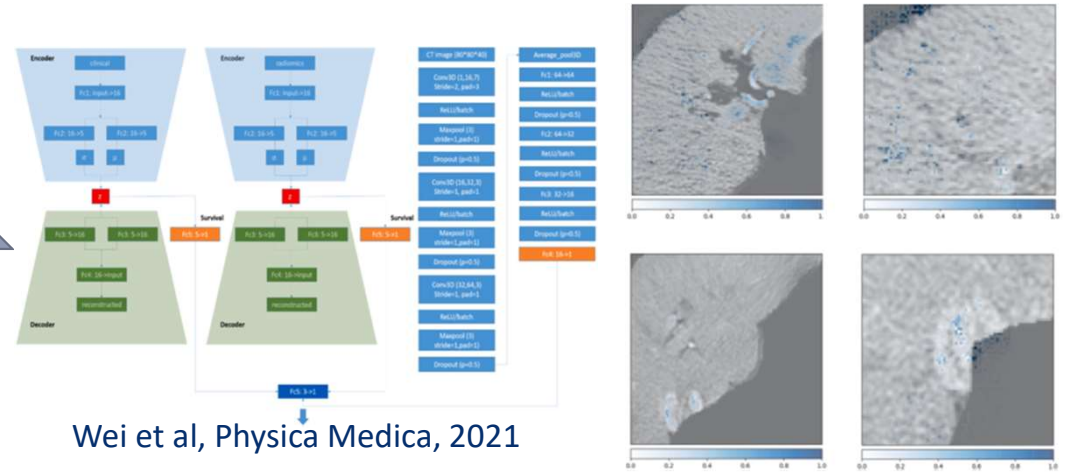 Encoder
clinical
Fc1: input->16
Fc2: 16->5
Fc2: 16->5
σ
μ
z
Survival
Fc3: 5->16
Fc3: 5->16
Fc5: 5->1
Fc4: 16->input
reconstructed
Decoder
Encoder
radiomics
Fc1: input->16
Fc2: 16->5
Fc2: 16->5
σ
μ
z
Survival
Fc3: 5->16
Fc3: 5->16
Fc5: 5->1
Fc4: 16->input
reconstructed
Decoder
CT image (80*80*40)
Conv3D (1,16,7)
Stride=2, pad=3
ReLU/batch
Maxpool (3)
stride=1,pad=1)
Dropout (p=0.5)
Conv3D (16,32,3)
Stride=1, pad=1
ReLU/batch
Maxpool (3)
stride=1,pad=1)
Dropout (p=0.5)
Conv3D (32,64,3)
Stride=1, pad=1
ReLU/batch
Maxpool (3)
stride=1,pad=1)
Dropout (p=0.5)
Average_pool3D
Fc1: 64->64
ReLU/batch
Dropout (p=0.5)
Fc2: 64->32
ReLU/batch
Dropout (p=0.5)
Fc3: 32->16
ReLU/batch
Dropout (p=0.5)
Fc4: 16->1
Wei et al, Physica Medica, 2021
0.0 0.2 0.4 0.6 0.8 1.
0.0 0.2 0.4 0.6 0.8 1.0
0.0 0.2 0.4 0.6 0.8 1.0
0.0 0.2 0.4 0.6 0.8 1.0